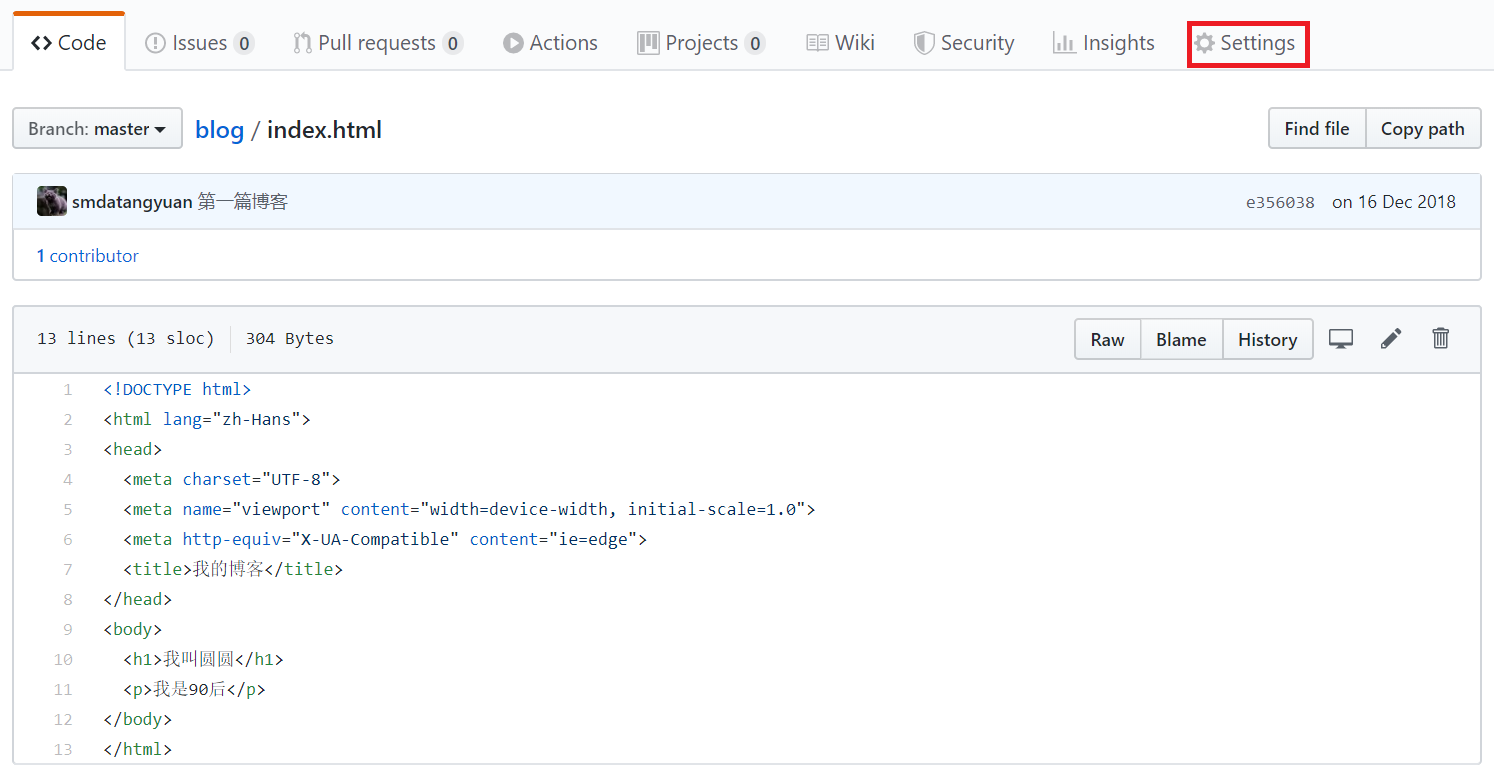 Code Issues 0 Pull requests 0 Actions Projects 0 Wiki Security Insights Settings
Branch: master blog / index.html Find file Copy path
smdatangyuan 第一篇博客 e356038 on 16 Dec 2018
1 contributor
13 lines (13 sloc) 304 Bytes Raw Blame History
1 <!DOCTYPE html>
2 <html lang="zh-Hans">
3 <head>
4 <meta charset="UTF-8">
5 <meta name="viewport" content="width=device-width, initial-scale=1.0">
6 <meta http-equiv="X-UA-Compatible" content="ie=edge">
7 <title>我的博客</title>
8 </head>
9 <body>
10 <h1>我叫圆圆</h1>
11 <p>我是90后</p>
12 </body>
13 </html>